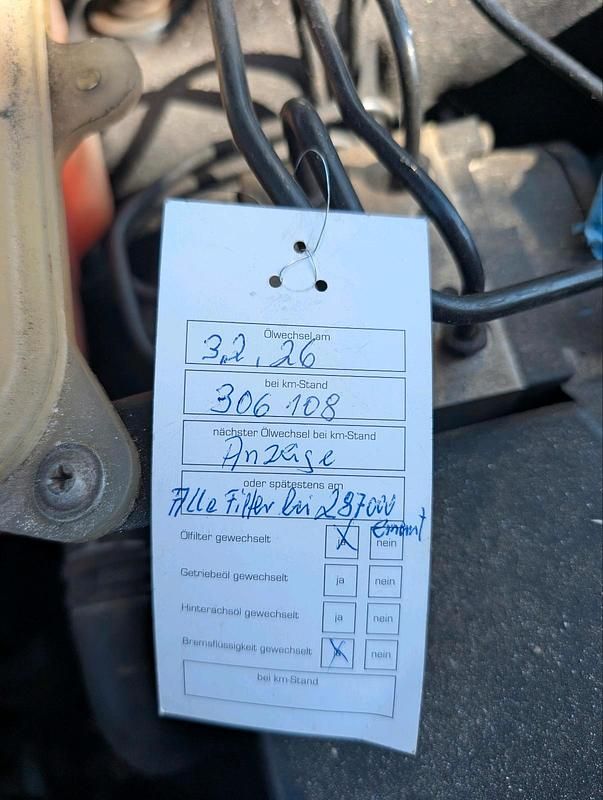 Ölwechsel am
3.2.26
bei km-Stand
306 108
nächster Ölwechsel bei km-Stand
Anzäige
oder spätestens am
Alle Filter bei 287000
erneut
Ölfilter gewechselt ja nein
Getriebeöl gewechselt ja nein
Hinterachsöl gewechselt ja nein
Bremsflüssigkeit gewechselt ja nein
bei km-Stand